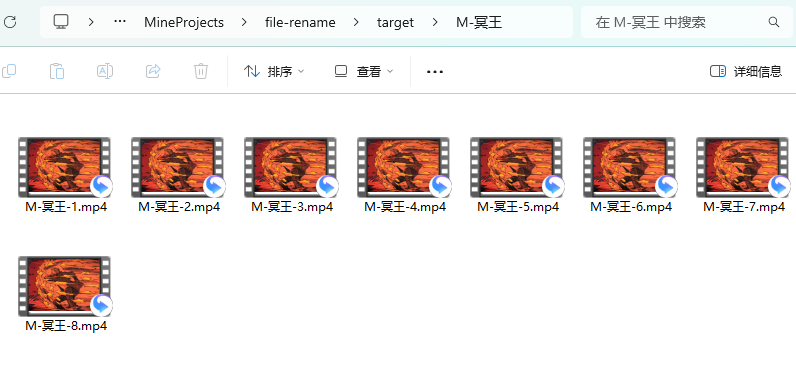 MineProjects file-rename target M-冥王 在 M-冥王 中搜索
排序 查看 详细信息
M-冥王-1.mp4 M-冥王-2.mp4 M-冥王-3.mp4 M-冥王-4.mp4 M-冥王-5.mp4 M-冥王-6.mp4 M-冥王-7.mp4
M-冥王-8.mp4